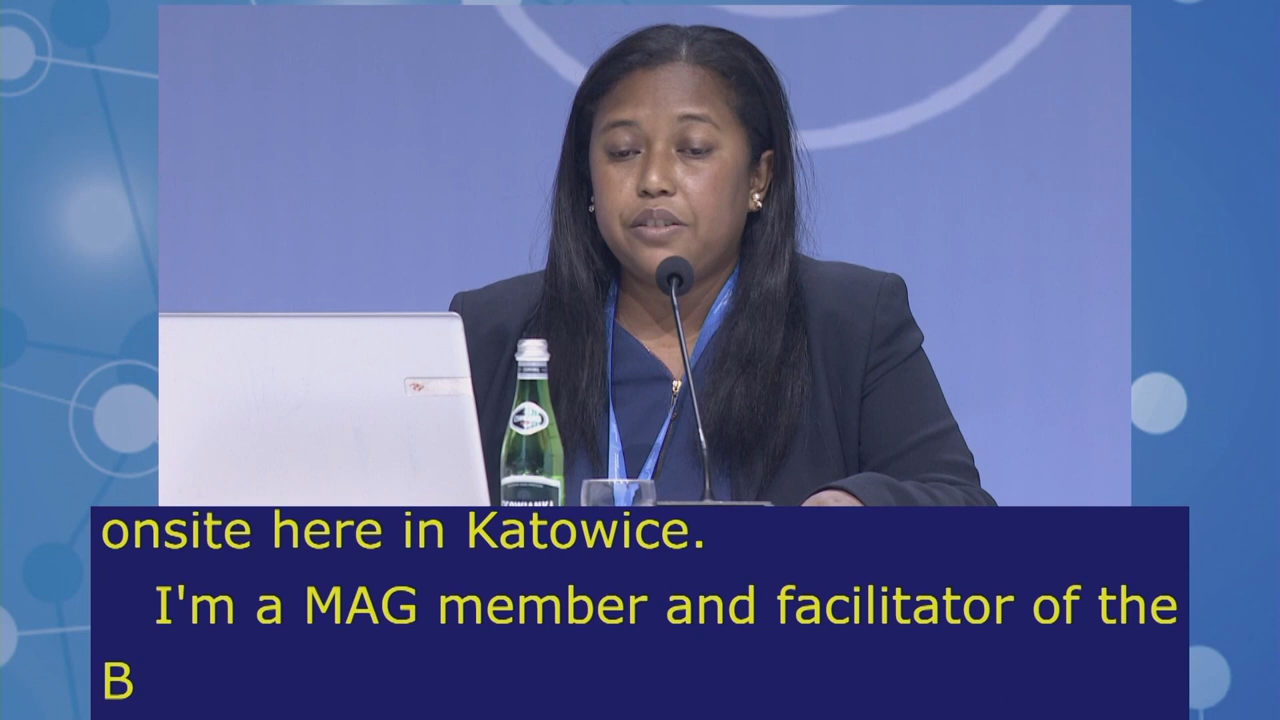 onsite here in Katowice.
I'm a MAG member and facilitator of the
B